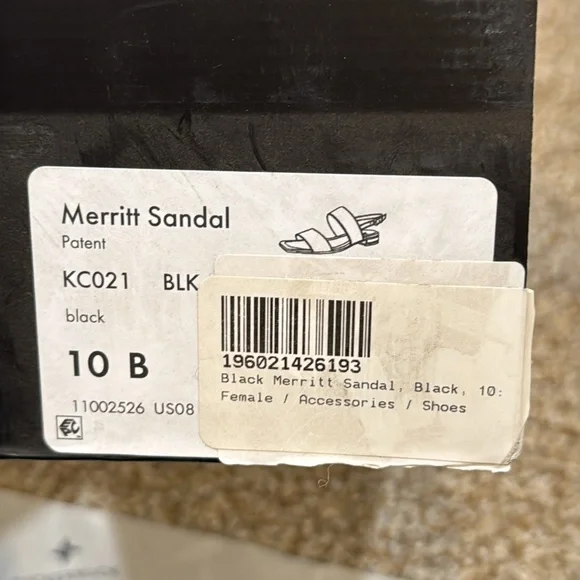 Merritt Sandal
Patent
KC021 BLK
black
10 B
11002526 US08
196021426193
Black Merritt Sandal, Black, 10:
Female / Accessories / Shoes